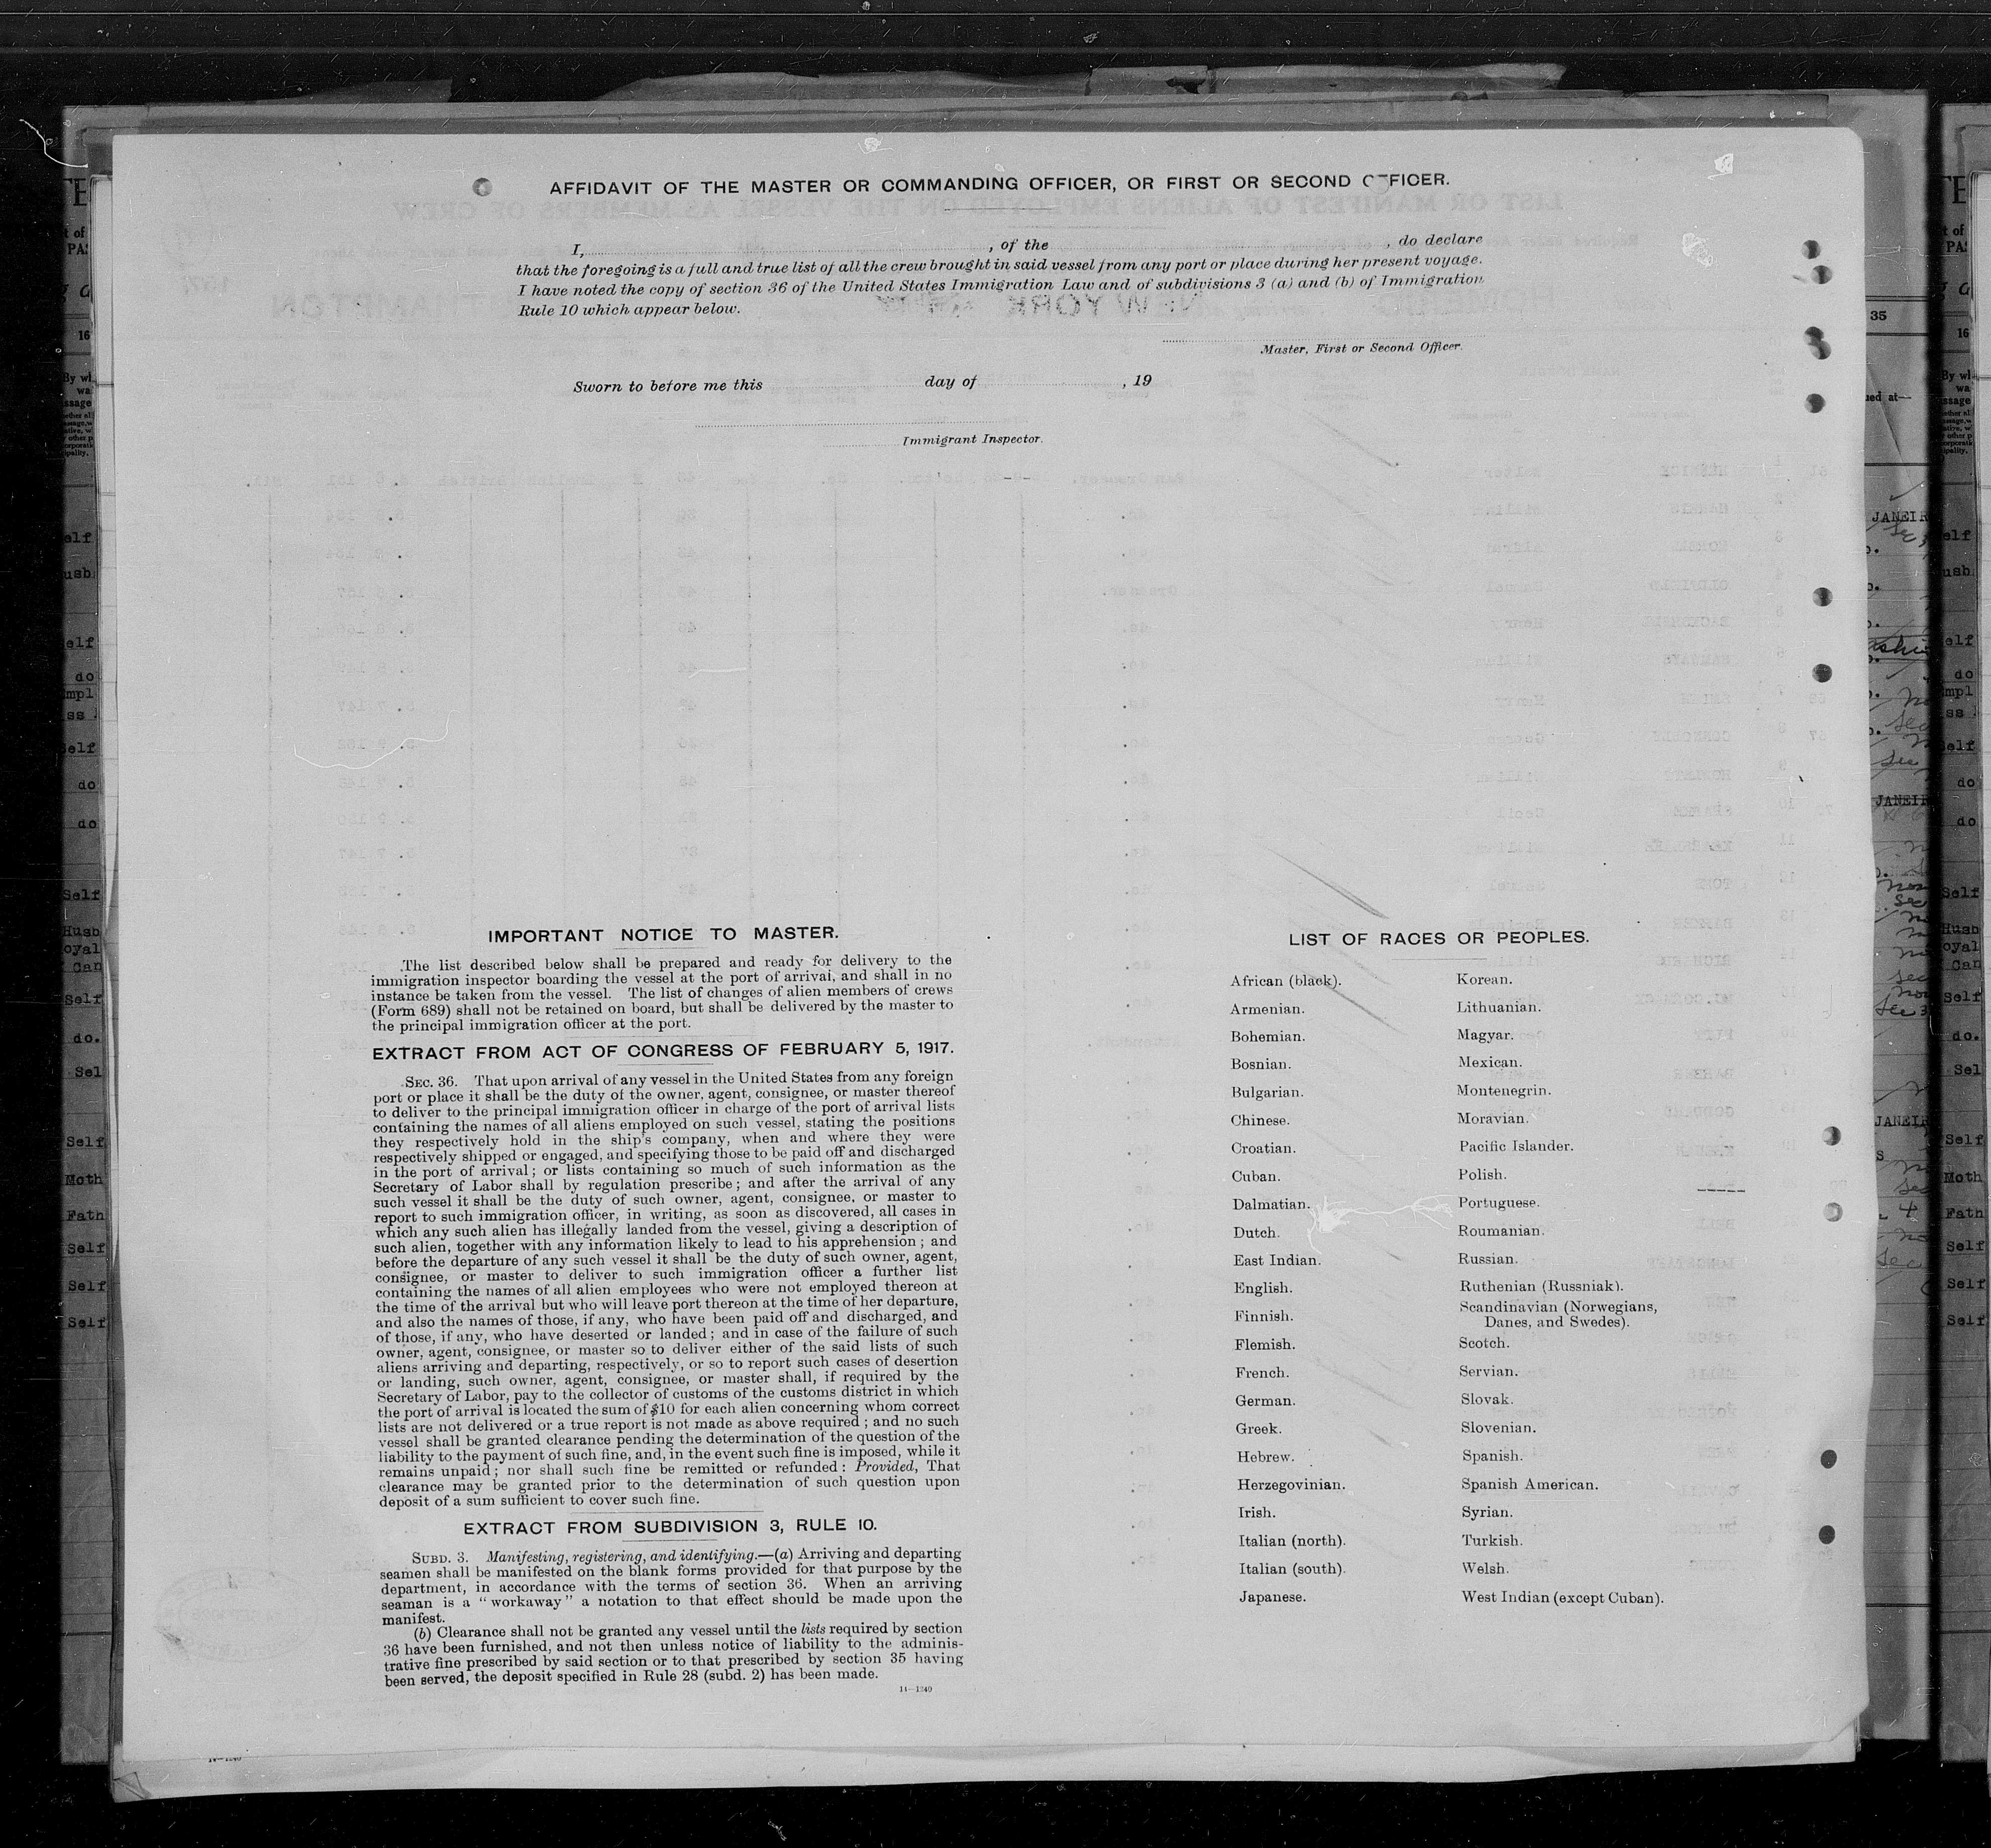 AFFIDAVIT OF THE MASTER OR COMMANDING OFFICER, OR FIRST OR SECOND OFFICER.
I, , of the , do declare
that the foregoing is a full and true list of all the crew brought in said vessel from any port or place during her present voyage.
I have noted the copy of section 36 of the United States Immigration Law and of subdivisions 3 (a) and (b) of Immigration
Rule 10 which appear below.
Master, First or Second Officer.
Sworn to before me this day of , 19
Immigrant Inspector.
IMPORTANT NOTICE TO MASTER.
The list described below shall be prepared and ready for delivery to the
immigration inspector boarding the vessel at the port of arrival, and shall in no
instance be taken from the vessel. The list of changes of alien members of crews
(Form 689) shall not be retained on board, but shall be delivered by the master to
the principal immigration officer at the port.
EXTRACT FROM ACT OF CONGRESS OF FEBRUARY 5, 1917.
SEC. 36. That upon arrival of any vessel in the United States from any foreign
port or place it shall be the duty of the owner, agent, consignee, or master thereof
to deliver to the principal immigration officer in charge of the port of arrival lists
containing the names of all aliens employed on such vessel, stating the positions
they respectively hold in the ship's company, when and where they were
respectively shipped or engaged, and specifying those to be paid off and discharged
in the port of arrival; or lists containing so much of such information as the
Secretary of Labor shall by regulation prescribe; and after the arrival of any
such vessel it shall be the duty of such owner, agent, consignee, or master to
report to such immigration officer, in writing, as soon as discovered, all cases in
which any such alien has illegally landed from the vessel, giving a description of
such alien, together with any information likely to lead to his apprehension; and
before the departure of any such vessel it shall be the duty of such owner, agent,
consignee, or master to deliver to such immigration officer a further list
containing the names of all alien employees who were not employed thereon at
the time of the arrival but who will leave port thereon at the time of her departure,
and also the names of those, if any, who have been paid off and discharged, and
of those, if any, who have deserted or landed; and in case of the failure of such
owner, agent, consignee, or master so to deliver either of the said lists of such
aliens arriving and departing, respectively, or so to report such cases of desertion
or landing, such owner, agent, consignee, or master shall, if required by the
Secretary of Labor, pay to the collector of customs of the customs district in which
the port of arrival is located the sum of $10 for each alien concerning whom correct
lists are not delivered or a true report is not made as above required; and no such
vessel shall be granted clearance pending the determination of the question of the
liability to the payment of such fine, and, in the event such fine is imposed, while it
remains unpaid; nor shall such fine be remitted or refunded: Provided, That
clearance may be granted prior to the determination of such question upon
deposit of a sum sufficient to cover such fine.
EXTRACT FROM SUBDIVISION 3, RULE 10.
SUBD. 3. Manifesting, registering, and identifying.—(a) Arriving and departing
seamen shall be manifested on the blank forms provided for that purpose by the
department, in accordance with the terms of section 36. When an arriving
seaman is a "workaway" a notation to that effect should be made upon the
manifest.
(b) Clearance shall not be granted any vessel until the lists required by section
36 have been furnished, and not then unless notice of liability to the adminis-
trative fine prescribed by said section or to that prescribed by section 35 having
been served, the deposit specified in Rule 28 (subd. 2) has been made.
14—1240
LIST OF RACES OR PEOPLES.
African (black).
Armenian.
Bohemian.
Bosnian.
Bulgarian.
Chinese.
Croatian.
Cuban.
Dalmatian.
Dutch.
East Indian.
English.
Finnish.
Flemish.
French.
German.
Greek.
Hebrew.
Herzegovinian.
Irish.
Italian (north).
Italian (south).
Japanese.
Korean.
Lithuanian.
Magyar.
Mexican.
Montenegrin.
Moravian.
Pacific Islander.
Polish.
Portuguese.
Roumanian.
Russian.
Ruthenian (Russniak).
Scandinavian (Norwegians,
Danes, and Swedes).
Scotch.
Servian.
Slovak.
Slovenian.
Spanish.
Spanish American.
Syrian.
Turkish.
Welsh.
West Indian (except Cuban).